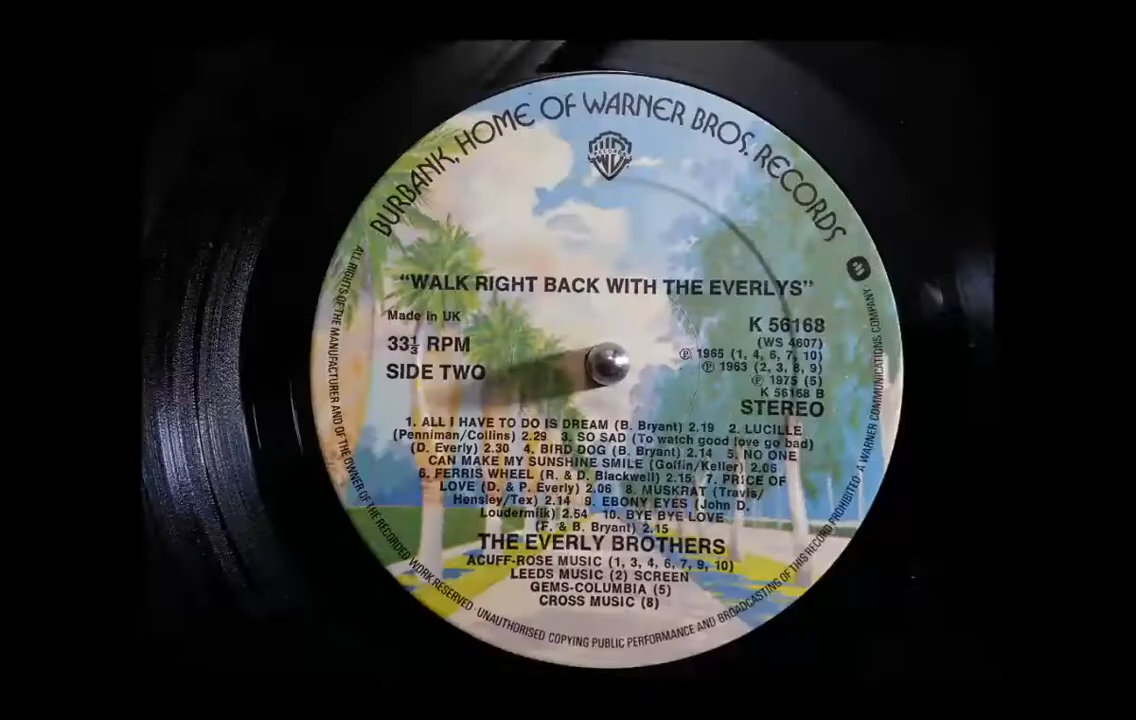 BURBANK, HOME OF WARNER BROS. RECORDS
"WALK RIGHT BACK WITH THE EVERLYS"
Made in UK
33⅓ RPM
SIDE TWO
K 56168
(WS 4607)
℗ 1965 (1, 4, 6, 7, 10)
℗ 1963 (2, 3, 8, 9)
℗ 1975 (5)
K 56168 B
STEREO
1. ALL I HAVE TO DO IS DREAM (B. Bryant) 2.19 2. LUCILLE
(Penniman/Collins) 2.29 3. SO SAD (To watch good love go bad)
(D. Everly) 2.30 4. BIRD DOG (B. Bryant) 2.14 5. NO ONE
CAN MAKE MY SUNSHINE SMILE (Goffin/Keller) 2.06
6. FERRIS WHEEL (R. & D. Blackwell) 2.15 7. PRICE OF
LOVE (D. & P. Everly) 2.06 8. MUSKRAT (Travis/
Hensley/Tex) 2.14 9. EBONY EYES (John D.
Loudermilk) 2.54 10. BYE BYE LOVE
(F. & B. Bryant) 2.15
THE EVERLY BROTHERS
ACUFF-ROSE MUSIC (1, 3, 4, 6, 7, 9, 10)
LEEDS MUSIC (2) SCREEN
GEMS-COLUMBIA (5)
CROSS MUSIC (8)
ALL RIGHTS OF THE MANUFACTURER AND OF THE OWNER OF THE RECORDED WORK RESERVED · UNAUTHORISED COPYING PUBLIC PERFORMANCE AND BROADCASTING OF THIS RECORD PROHIBITED · A WARNER COMMUNICATIONS COMPANY